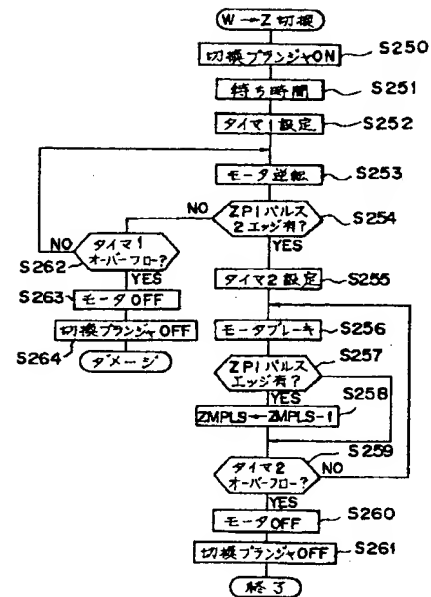 W→Z 切換
切換プランジャON
S250
待ち時間
S251
タイマ1設定
S252
モータ逆転
S253
NO
ZPIパルス
2エッジ有?
S254
YES
NO
タイマ1
オーバーフロー?
S262
YES
タイマ2設定
S255
S263
モータOFF
モータブレーキ
S256
S264
切換プランジャOFF
ダメージ
ZPIパルス
エッジ有?
S257
YES
ZMPLS←ZMPLS-1
S258
タイマ2
オーバーフロー?
S259
NO
YES
モータOFF
S260
切換プランジャOFF
S261
終了